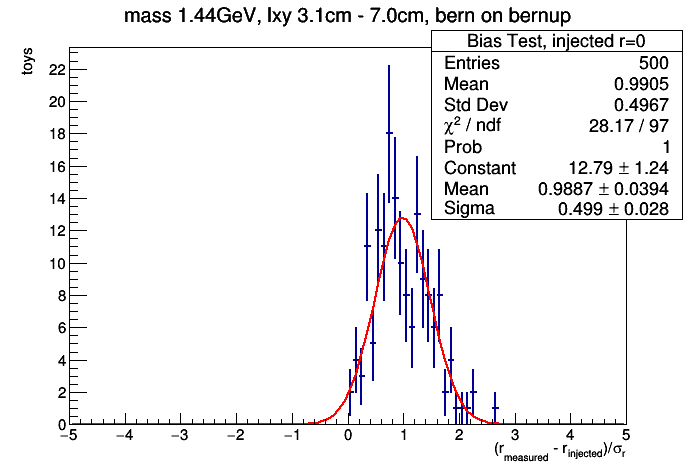 mass 1.44GeV, lxy 3.1cm - 7.0cm, bern on bernup
Bias Test, injected r=0
Entries 500
Mean 0.9905
Std Dev 0.4967
χ² / ndf 28.17 / 97
Prob 1
Constant 12.79 ± 1.24
Mean 0.9887 ± 0.0394
Sigma 0.499 ± 0.028
toys
22
20
18
16
14
12
10
8
6
4
2
0
−5 −4 −3 −2 −1 0 1 2 3 4 5
(r_measured - r_injected)/σ_r